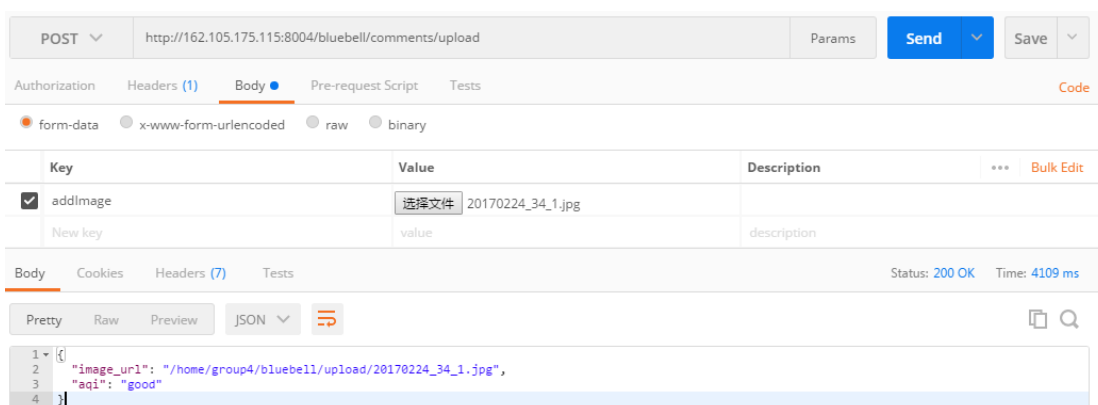 POST http://162.105.175.115:8004/bluebell/comments/upload Params Send Save
Authorization Headers (1) Body Pre-request Script Tests Code
form-data x-www-form-urlencoded raw binary
Key Value Description ••• Bulk Edit
addImage 选择文件 20170224_34_1.jpg
New key value description
Body Cookies Headers (7) Tests Status: 200 OK Time: 4109 ms
Pretty Raw Preview JSON
1 {
2 "image_url": "/home/group4/bluebell/upload/20170224_34_1.jpg",
3 "aqi": "good"
4 }